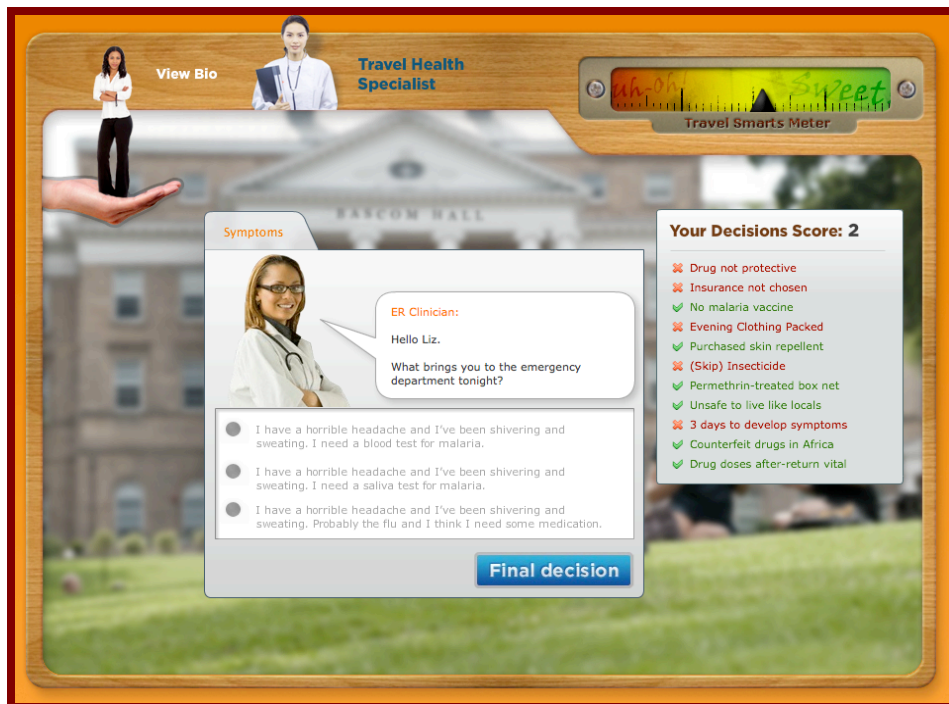 View Bio
Travel Health
Specialist
uh-oh
$Sweet
Travel Smarts Meter
BASCOM HALL
Symptoms
ER Clinician:
Hello Liz.
What brings you to the emergency
department tonight?
I have a horrible headache and I've been shivering and
sweating. I need a blood test for malaria.
I have a horrible headache and I've been shivering and
sweating. I need a saliva test for malaria.
I have a horrible headache and I've been shivering and
sweating. Probably the flu and I think I need some medication.
Final decision
Your Decisions Score: 2
Drug not protective
Insurance not chosen
No malaria vaccine
Evening Clothing Packed
Purchased skin repellent
(Skip) Insecticide
Permethrin-treated box net
Unsafe to live like locals
3 days to develop symptoms
Counterfeit drugs in Africa
Drug doses after-return vital